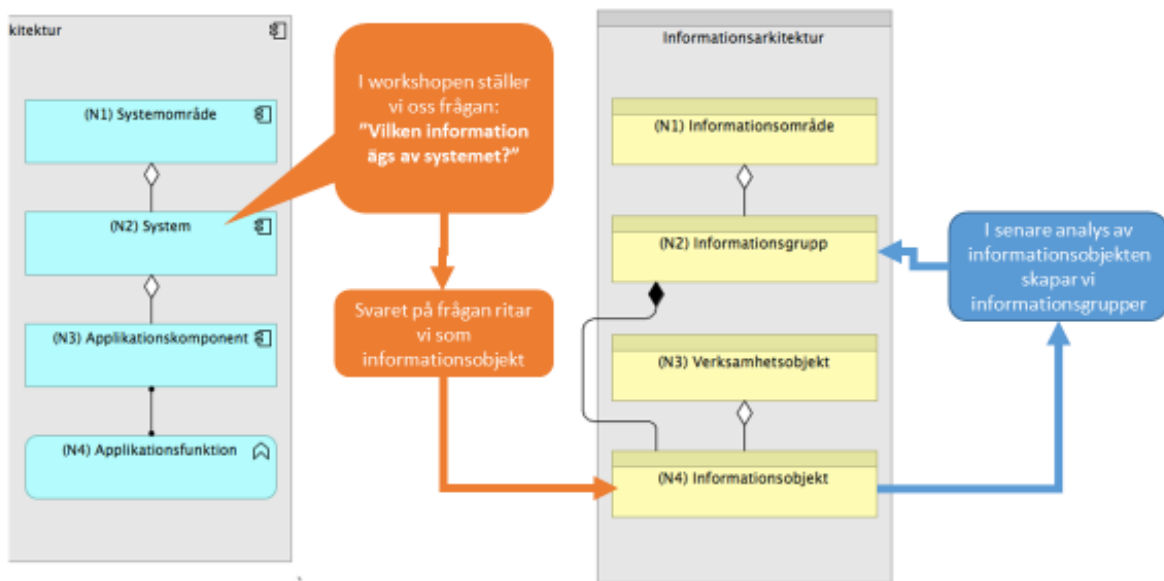 kitektur
(N1) Systemområde
(N2) System
(N3) Applikationskomponent
(N4) Applikationsfunktion
I workshopen ställer
vi oss frågan:
"Vilken information
ägs av systemet?"
Svaret på frågan ritar
vi som
informationsobjekt
Informationsarkitektur
(N1) Informationsområde
(N2) Informationsgrupp
(N3) Verksamhetsobjekt
(N4) Informationsobjekt
I senare analys av
informationsobjekten
skapar vi
informationsgrupper